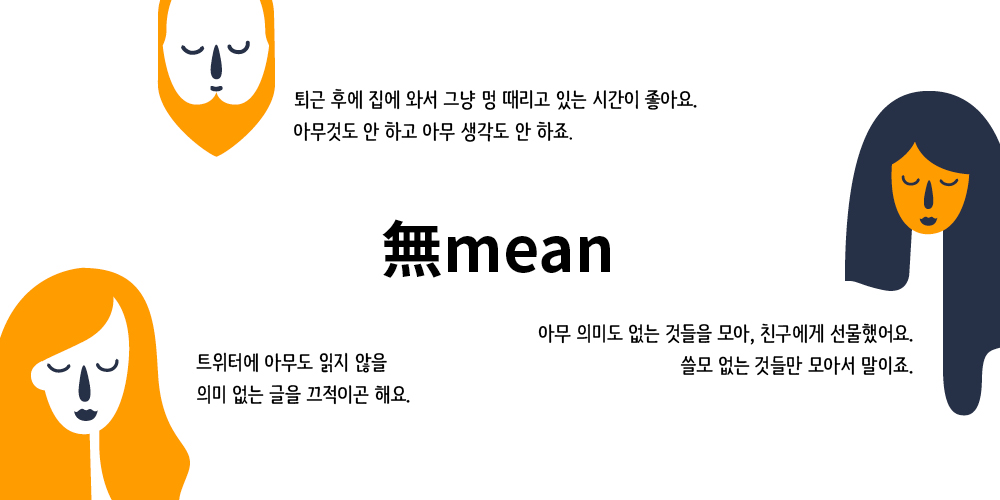 퇴근 후에 집에 와서 그냥 멍 때리고 있는 시간이 좋아요.
아무것도 안 하고 아무 생각도 안 하죠.
無mean
아무 의미도 없는 것들을 모아, 친구에게 선물했어요.
쓸모 없는 것들만 모아서 말이죠.
트위터에 아무도 읽지 않을
의미 없는 글을 끄적이곤 해요.